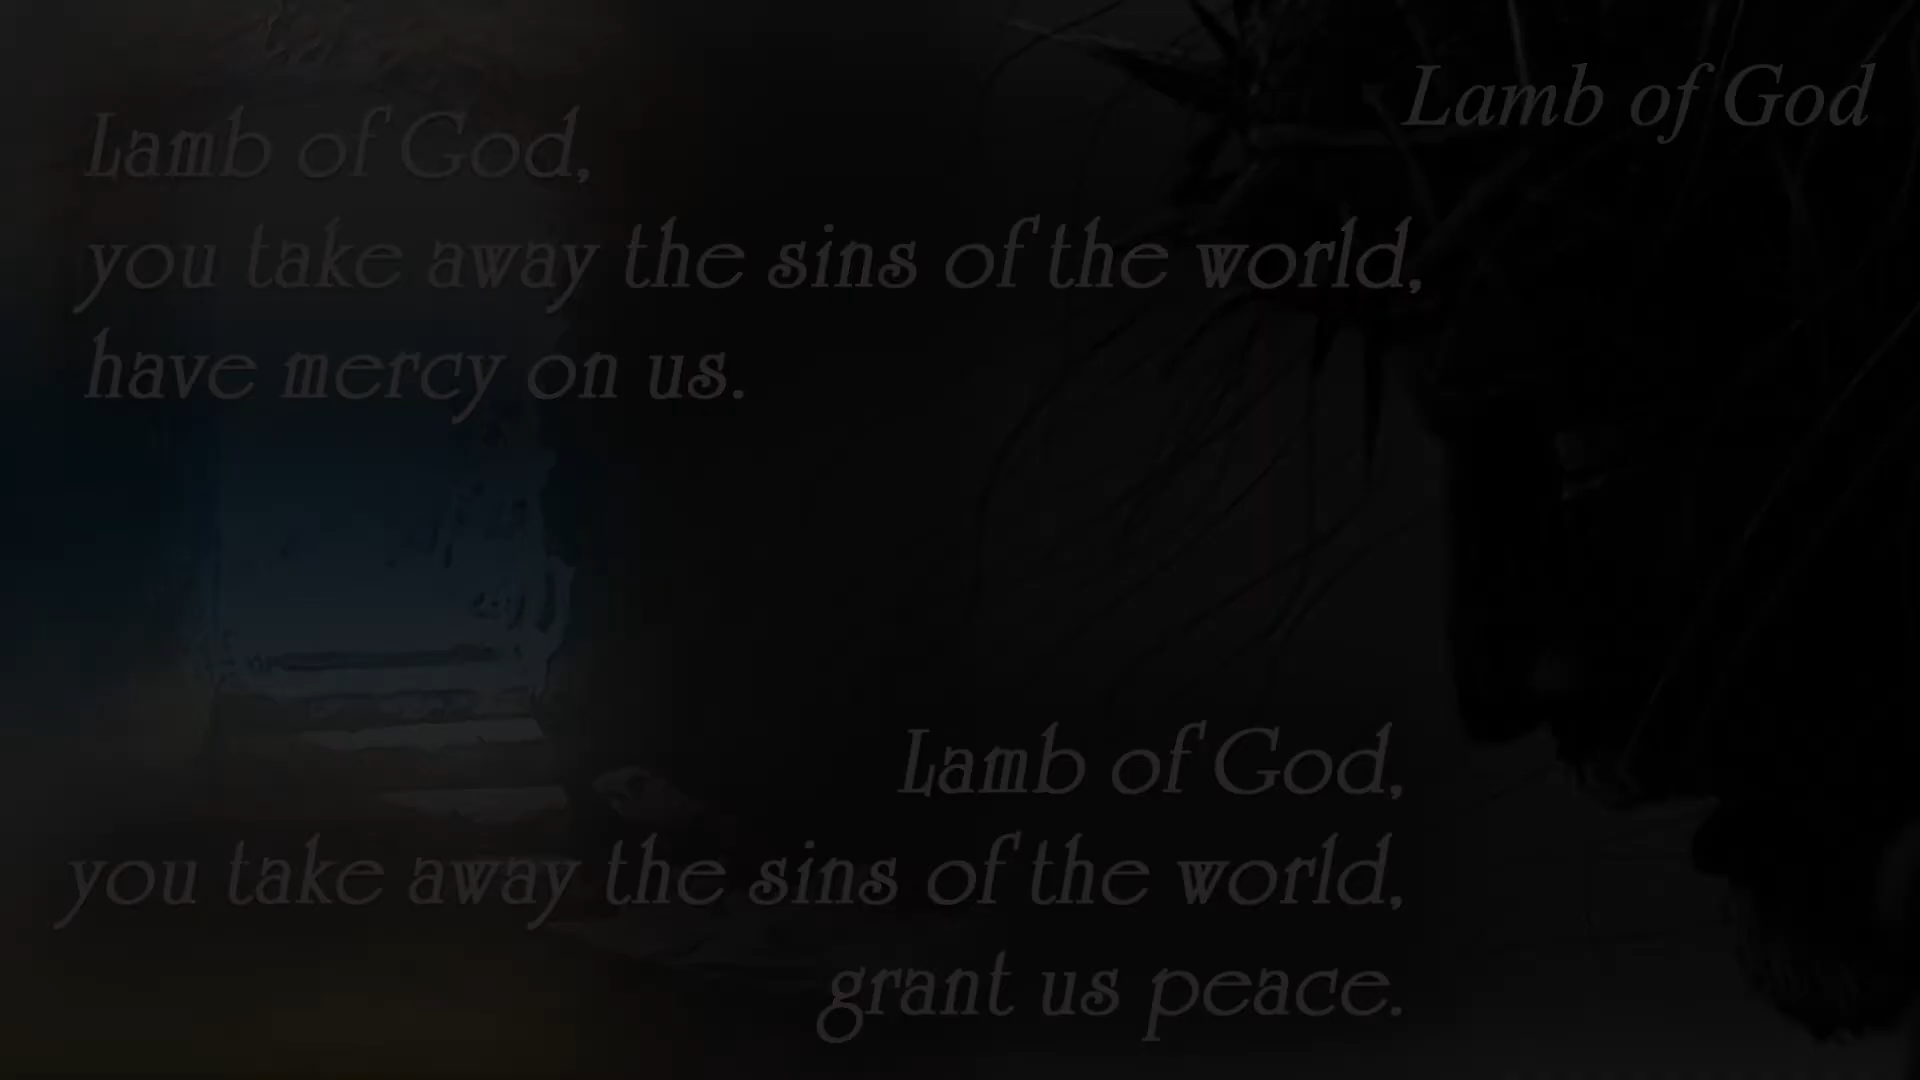 Lamb of God
Lamb of God,
you take away the sins of the world,
have mercy on us.
Lamb of God,
you take away the sins of the world,
grant us peace.